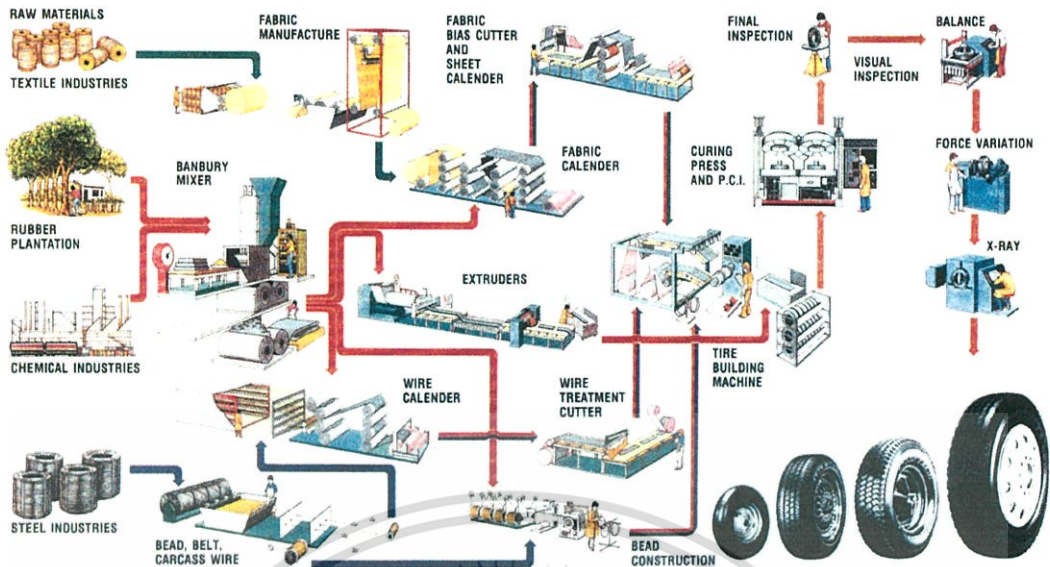 RAW MATERIALS
TEXTILE INDUSTRIES
FABRIC
MANUFACTURE
FABRIC
BIAS CUTTER
AND
SHEET
CALENDER
FINAL
INSPECTION
VISUAL
INSPECTION
BALANCE
RUBBER
PLANTATION
BANBURY
MIXER
FABRIC
CALENDER
CURING
PRESS
AND P.C.I.
FORCE VARIATION
X-RAY
CHEMICAL INDUSTRIES
EXTRUDERS
TIRE
BUILDING
MACHINE
WIRE
CALENDER
WIRE
TREATMENT
CUTTER
STEEL INDUSTRIES
BEAD, BELT,
CARCASS WIRE
BEAD
CONSTRUCTION